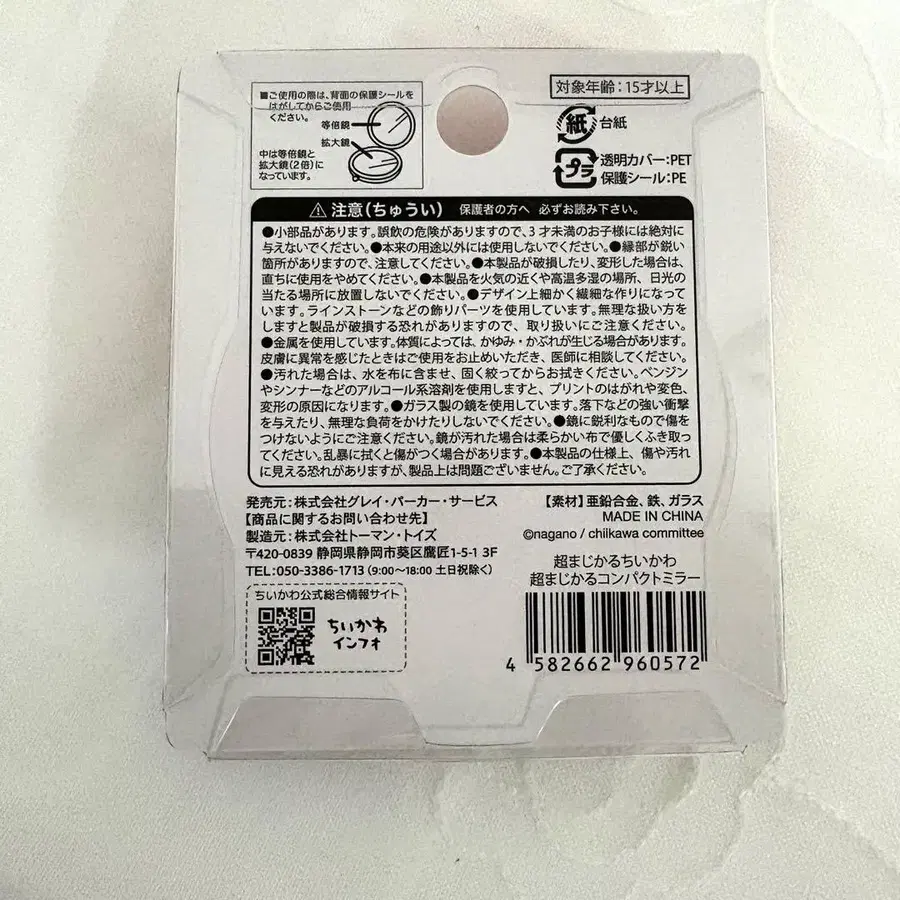 ■ご使用の際は、背面の保護シールを
はがしてからご使用
ください。
等倍鏡
拡大鏡
中は等倍鏡と
拡大鏡(2倍)に
なっています。
対象年齢:15才以上
紙 台紙
プラ 透明カバー:PET
保護シール:PE
⚠ 注意(ちゅうい) 保護者の方へ 必ずお読み下さい。
●小部品があります。誤飲の危険がありますので、3才未満のお子様には絶対に
与えないでください。●本来の用途以外には使用しないでください。●縁部が鋭い
箇所がありますので、注意してください。●本製品が破損したり、変形した場合は、
直ちに使用をやめてください。●本製品を火気の近くや高温多湿の場所、日光の
当たる場所に放置しないでください。●デザイン上細かく繊細な作りになって
います。ラインストーンなどの飾りパーツを使用しています。無理な扱い方を
しますと製品が破損する恐れがありますので、取り扱いにご注意ください。
●金属を使用しています。体質によっては、かゆみ・かぶれが生じる場合があります。
皮膚に異常を感じたときはご使用をお止めいただき、医師に相談してください。
●汚れた場合は、水を布に含ませ、固く絞ってからお拭きください。ベンジン
やシンナーなどのアルコール系溶剤を使用しますと、プリントのはがれや変色、
変形の原因になります。●ガラス製の鏡を使用しています。落下などの強い衝撃
を与えたり、無理な負荷をかけたりしないでください。●鏡に鋭利なもので傷を
つけないようにご注意ください。鏡が汚れた場合は柔らかい布で優しくふき取っ
てください。乱暴に拭くと傷がつく場合があります。●本製品の仕様上、傷や汚れ
に見える恐れがありますが、製品上は問題ございません。ご了承ください。
発売元:株式会社グレイ・パーカー・サービス
【商品に関するお問い合わせ先】
製造元:株式会社トーマン・トイズ
〒420-0839 静岡県静岡市葵区鷹匠1-5-1 3F
TEL:050-3386-1713 (9:00〜18:00 土日祝除く)
【素材】亜鉛合金、鉄、ガラス
MADE IN CHINA
©nagano / chiikawa committee
ちいかわ公式総合情報サイト
ちいかわ
インフォ
超まじかるちいかわ
超まじかるコンパクトミラー
4 582662 960572